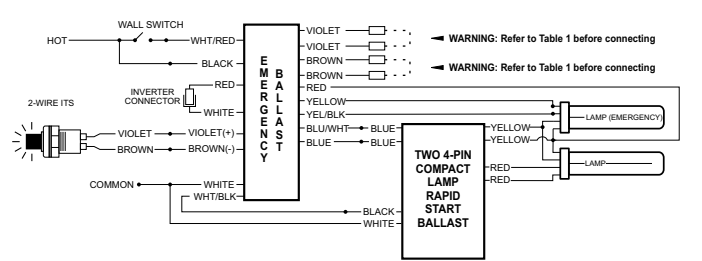 WALL SWITCH
HOT
WHT/RED
BLACK
RED
INVERTER
CONNECTOR
WHITE
2-WIRE ITS
VIOLET
VIOLET(+)
BROWN
BROWN(-)
COMMON
WHITE
WHT/BLK
EMERGENCY
BALLAST
VIOLET
VIOLET
BROWN
BROWN
RED
YELLOW
YEL/BLK
BLU/WHT
BLUE
BLUE
BLUE
WARNING: Refer to Table 1 before connecting
WARNING: Refer to Table 1 before connecting
TWO 4-PIN
COMPACT
LAMP
RAPID
START
BALLAST
BLACK
WHITE
YELLOW
YELLOW
RED
RED
LAMP (EMERGENCY)
LAMP